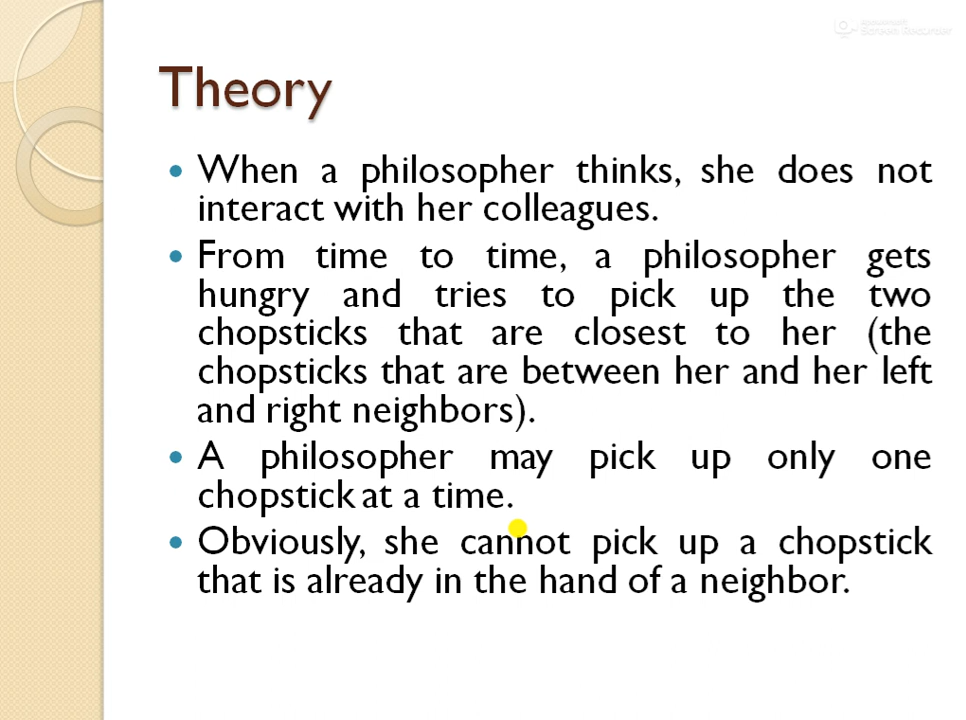 Screen Recorder
Theory
When a philosopher thinks, she does not
interact with her colleagues.
From time to time, a philosopher gets
hungry and tries to pick up the two
chopsticks that are closest to her (the
chopsticks that are between her and her left
and right neighbors).
A philosopher may pick up only one
chopstick at a time.
Obviously, she cannot pick up a chopstick
that is already in the hand of a neighbor.